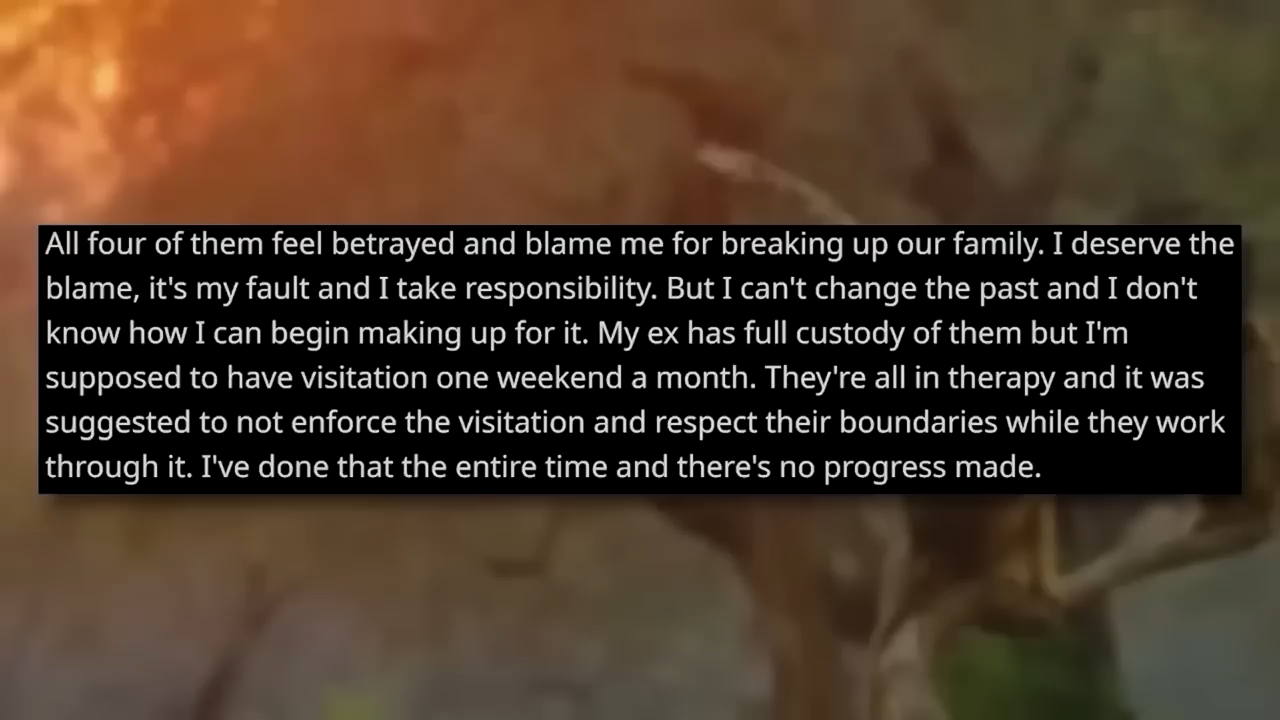 All four of them feel betrayed and blame me for breaking up our family. I deserve the
blame, it's my fault and I take responsibility. But I can't change the past and I don't
know how I can begin making up for it. My ex has full custody of them but I'm
supposed to have visitation one weekend a month. They're all in therapy and it was
suggested to not enforce the visitation and respect their boundaries while they work
through it. I've done that the entire time and there's no progress made.